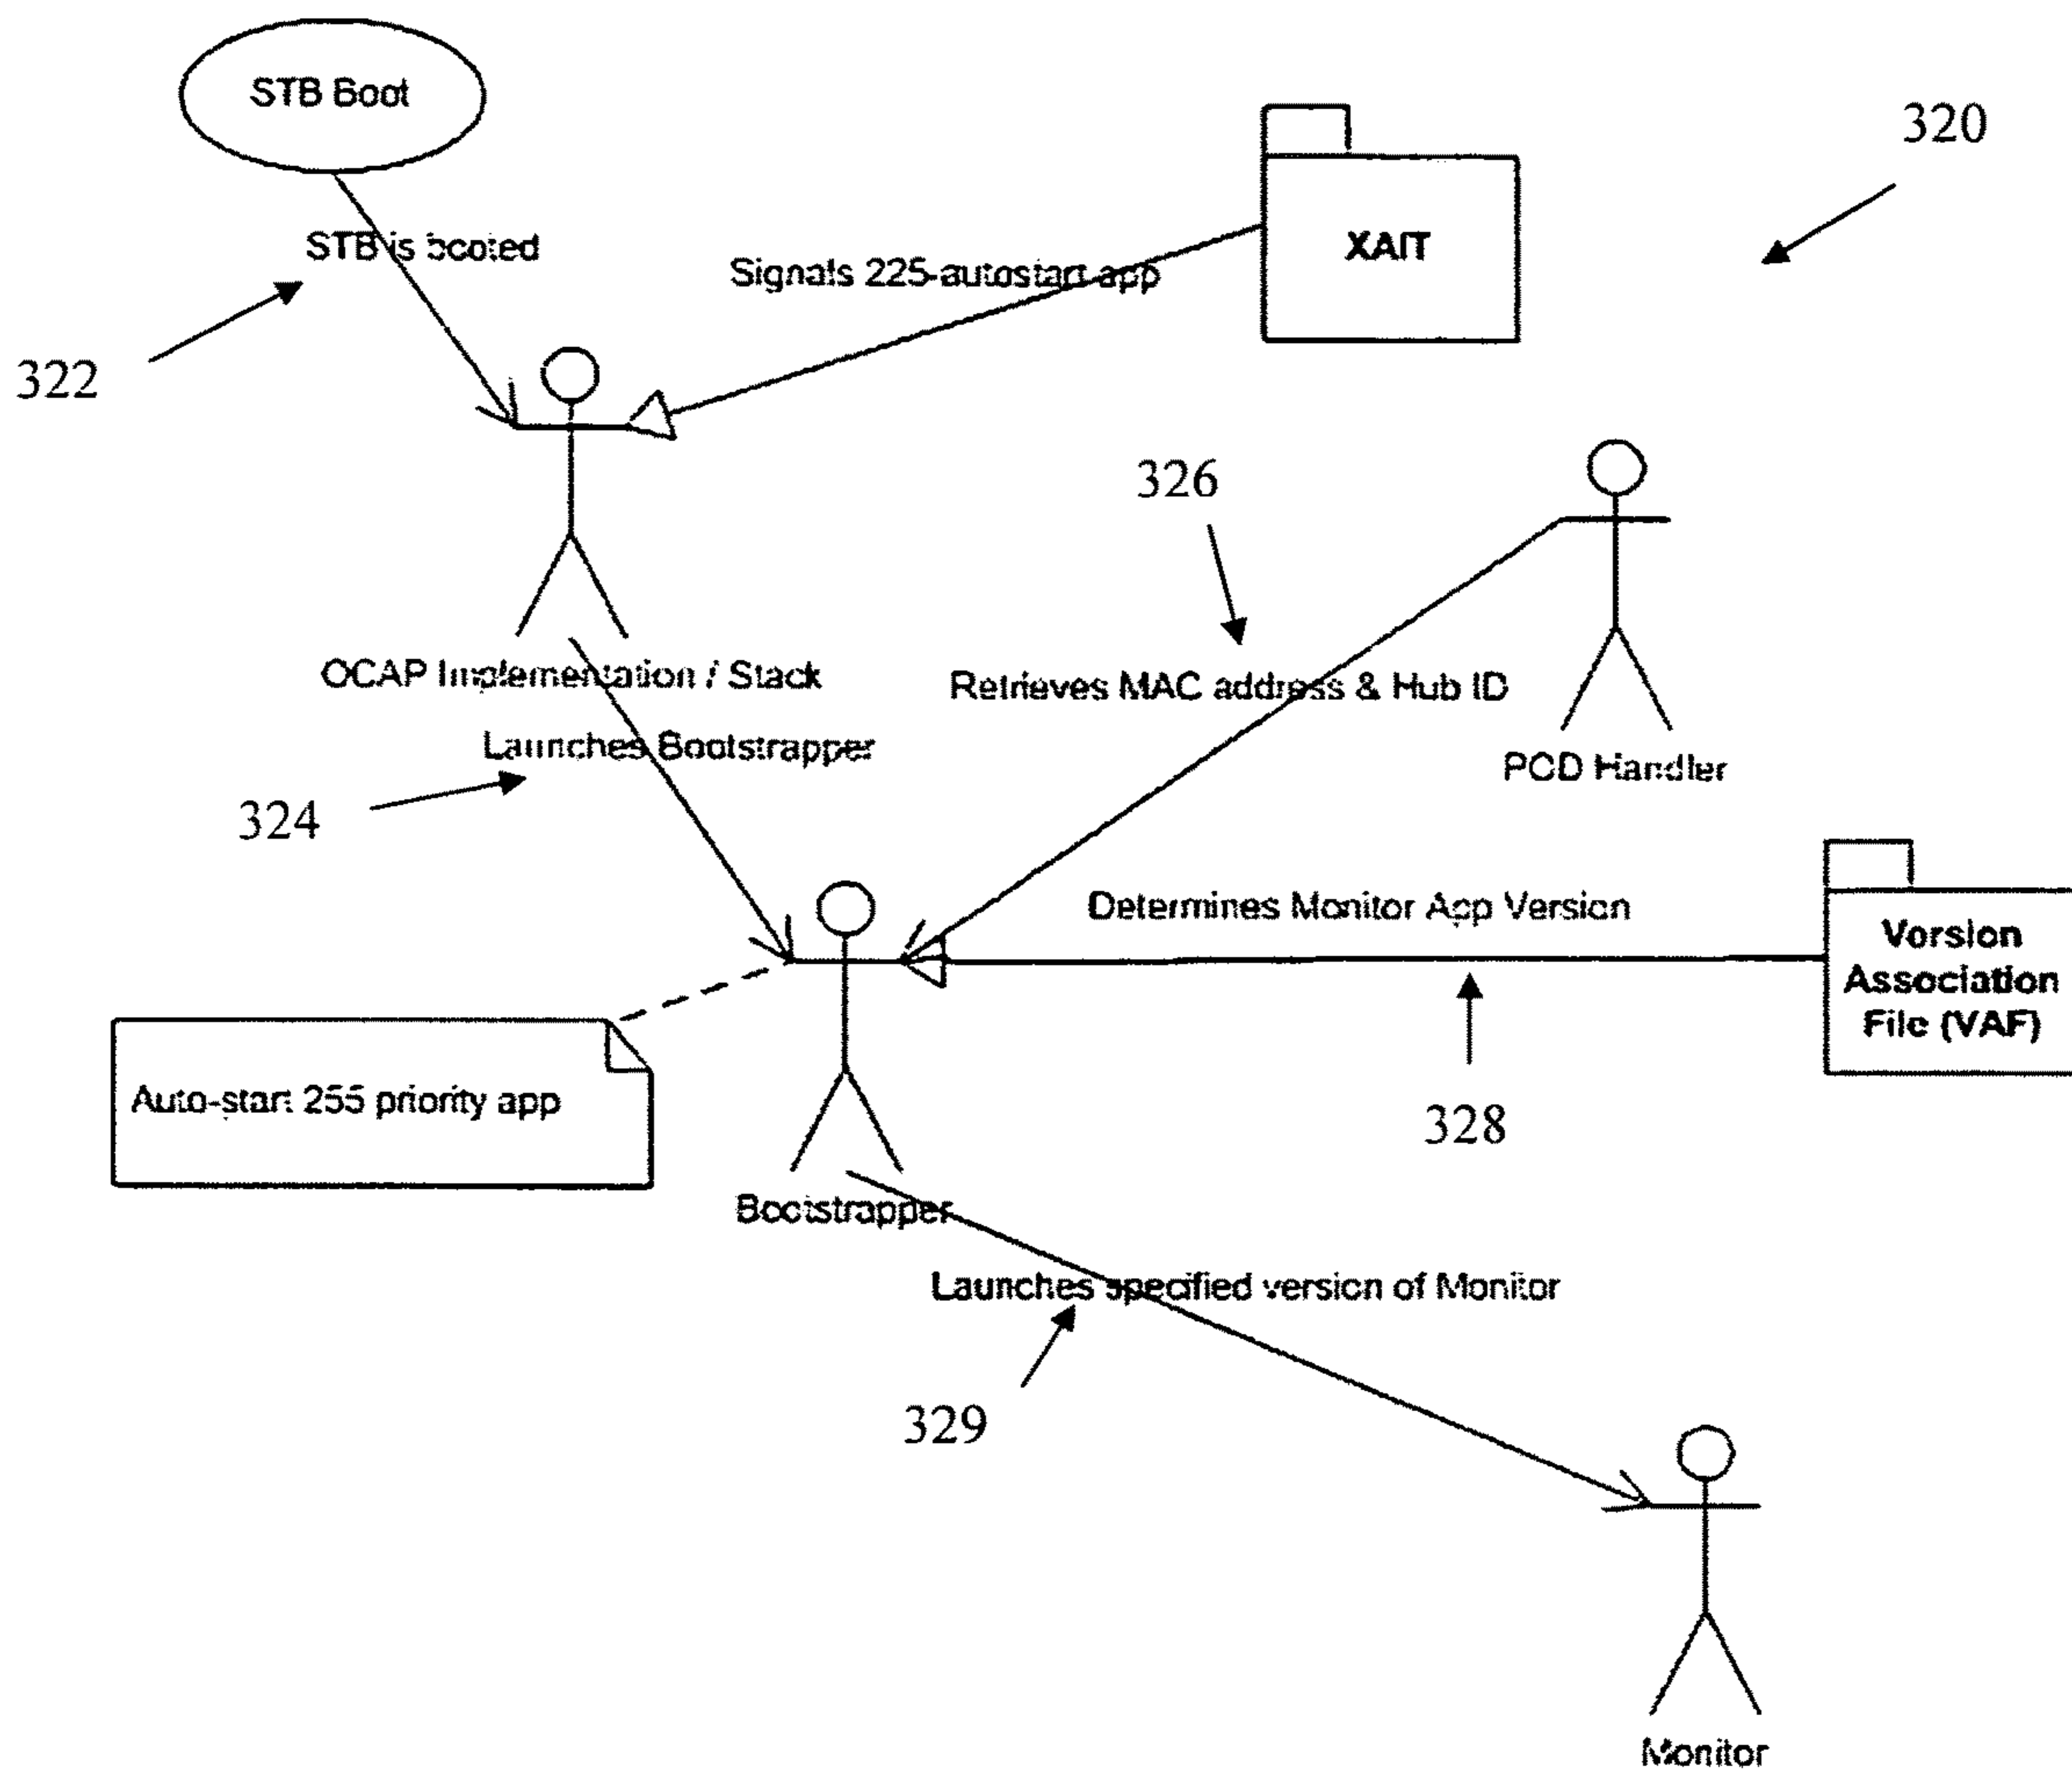 STB Boot
320
XAIT
STB is booted
Signals 225-autostart app
322
326
OCAP Implementation / Stack
Retrieves MAC address & Hub ID
Launches Bootstrapper
POD Handler
324
Determines Monitor App Version
Version
Association
File (VAF)
Auto-start 255 priority app
328
Bootstrapper
Launches specified version of Monitor
329
Monitor